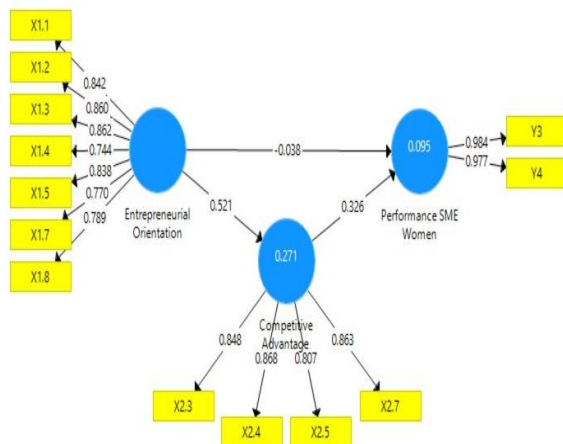 X1.1
X1.2
X1.3
X1.4
X1.5
X1.7
X1.8
0.842
0.860
0.862
0.744
0.838
0.770
0.789
Entrepreneurial
Orientation
-0.038
0.521
0.326
0.095
Performance SME
Women
0.984
0.977
Y3
Y4
0.271
Competitive
Advantage
0.848
0.868
0.807
0.863
X2.3
X2.4
X2.5
X2.7